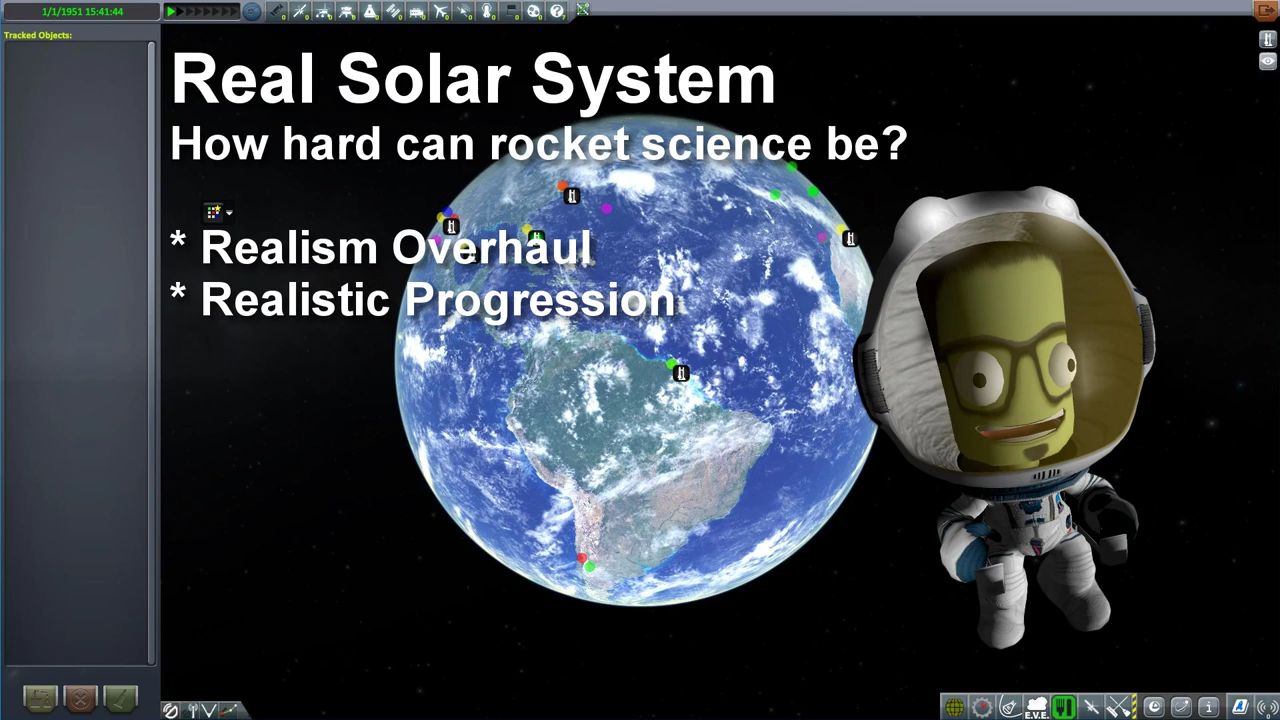 1/1/1951 15:41:44
Tracked Objects:
Real Solar System
How hard can rocket science be?
* Realism Overhaul
* Realistic Progression
E.V.E.